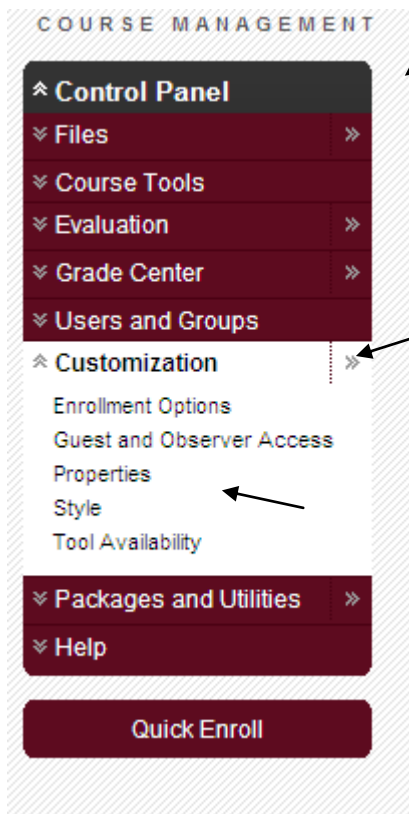 COURSE MANAGEMENT
Control Panel
Files
Course Tools
Evaluation
Grade Center
Users and Groups
Customization
Enrollment Options
Guest and Observer Access
Properties
Style
Tool Availability
Packages and Utilities
Help
Quick Enroll